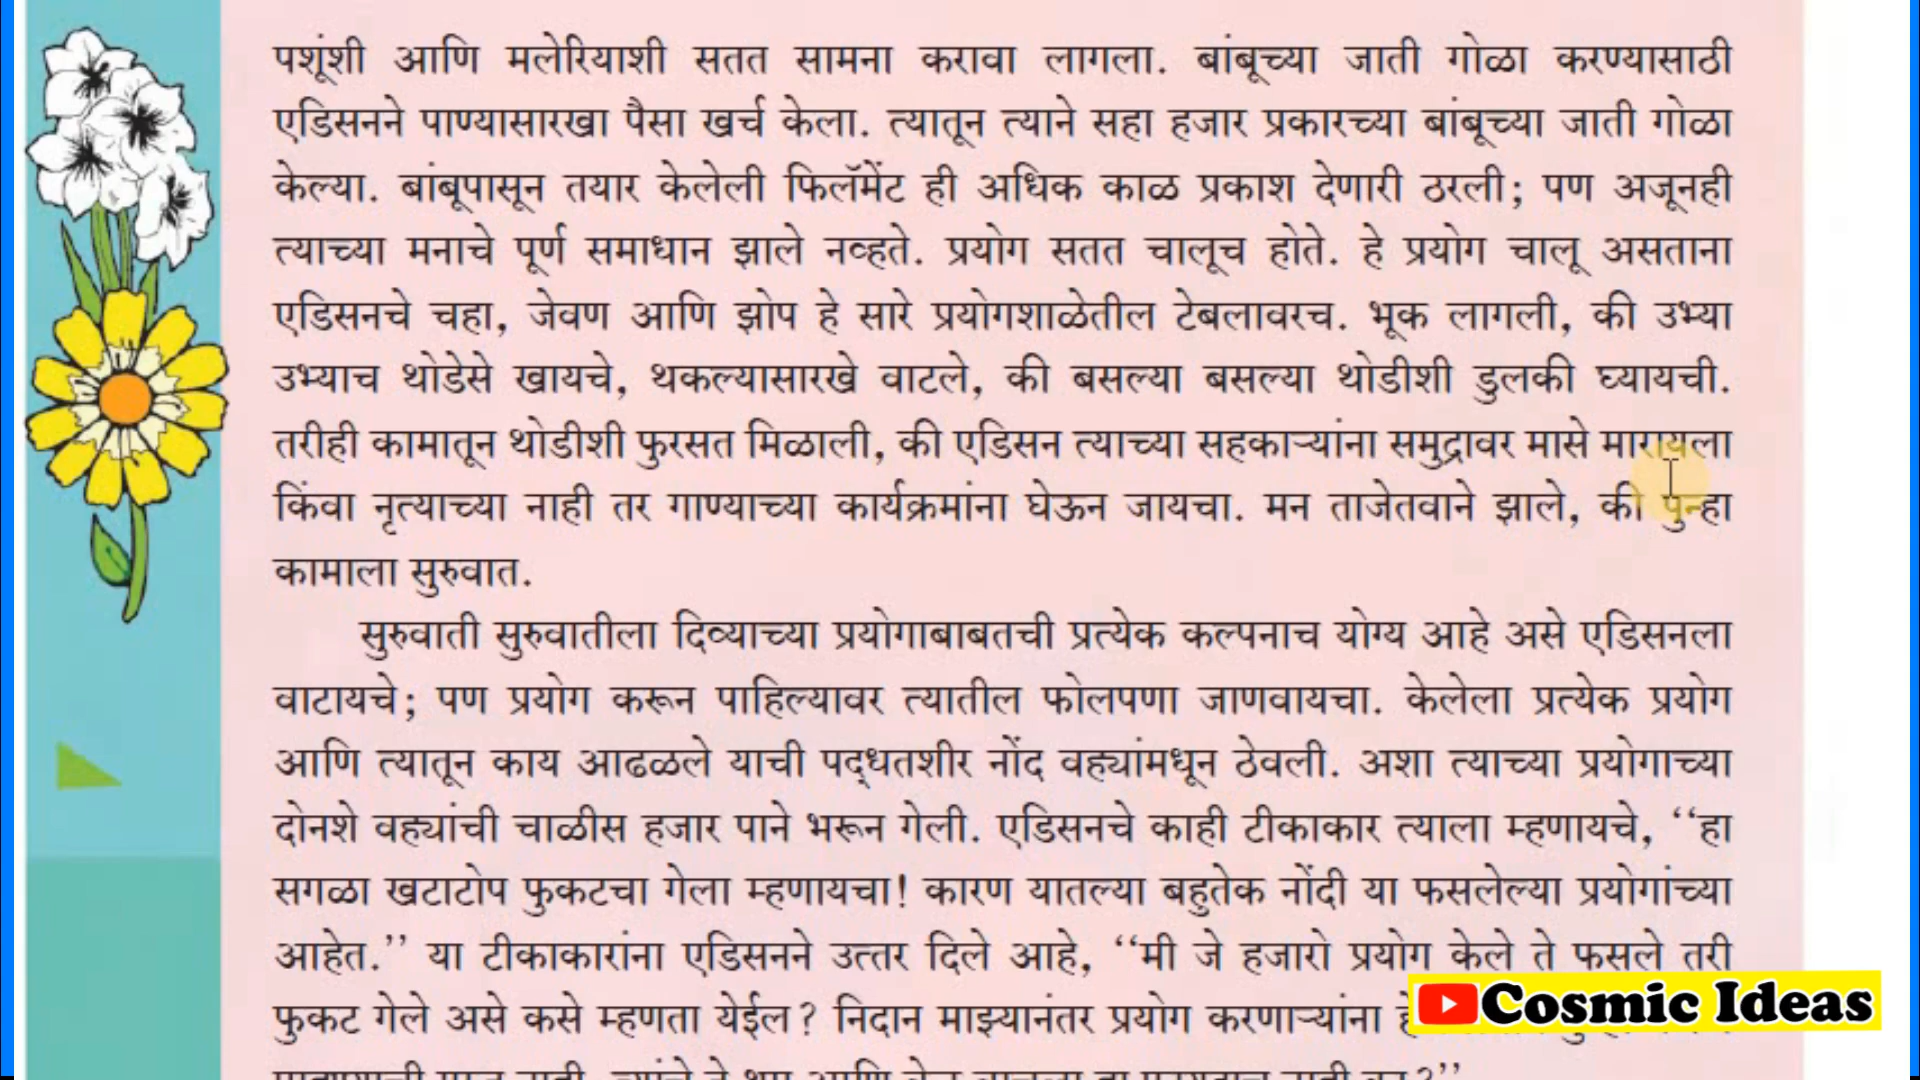 पशूंशी आणि मलेरियाशी सतत सामना करावा लागला. बांबूच्या जाती गोळा करण्यासाठी
एडिसनने पाण्यासारखा पैसा खर्च केला. त्यातून त्याने सहा हजार प्रकारच्या बांबूच्या जाती गोळा
केल्या. बांबूपासून तयार केलेली फिलॅमेंट ही अधिक काळ प्रकाश देणारी ठरली; पण अजूनही
त्याच्या मनाचे पूर्ण समाधान झाले नव्हते. प्रयोग सतत चालूच होते. हे प्रयोग चालू असताना
एडिसनचे चहा, जेवण आणि झोप हे सारे प्रयोगशाळेतील टेबलावरच. भूक लागली, की उभ्या
उभ्याच थोडेसे खायचे, थकल्यासारखे वाटले, की बसल्या बसल्या थोडीशी डुलकी घ्यायची.
तरीही कामातून थोडीशी फुरसत मिळाली, की एडिसन त्याच्या सहकाऱ्यांना समुद्रावर मासे मारायला
किंवा नृत्याच्या नाही तर गाण्याच्या कार्यक्रमांना घेऊन जायचा. मन ताजेतवाने झाले, की पुन्हा
कामाला सुरुवात.
सुरुवाती सुरुवातीला दिव्याच्या प्रयोगाबाबतची प्रत्येक कल्पनाच योग्य आहे असे एडिसनला
वाटायचे; पण प्रयोग करून पाहिल्यावर त्यातील फोलपणा जाणवायचा. केलेला प्रत्येक प्रयोग
आणि त्यातून काय आढळले याची पद्धतशीर नोंद वह्यांमधून ठेवली. अशा त्याच्या प्रयोगाच्या
दोनशे वह्यांची चाळीस हजार पाने भरून गेली. एडिसनचे काही टीकाकार त्याला म्हणायचे, ‘‘हा
सगळा खटाटोप फुकटचा गेला म्हणायचा! कारण यातल्या बहुतेक नोंदी या फसलेल्या प्रयोगांच्या
आहेत.’’ या टीकाकारांना एडिसनने उत्तर दिले आहे, ‘‘मी जे हजारो प्रयोग केले ते फसले तरी
फुकट गेले असे कसे म्हणता येईल? निदान माझ्यानंतर प्रयोग करणाऱ्यांना
Cosmic Ideas